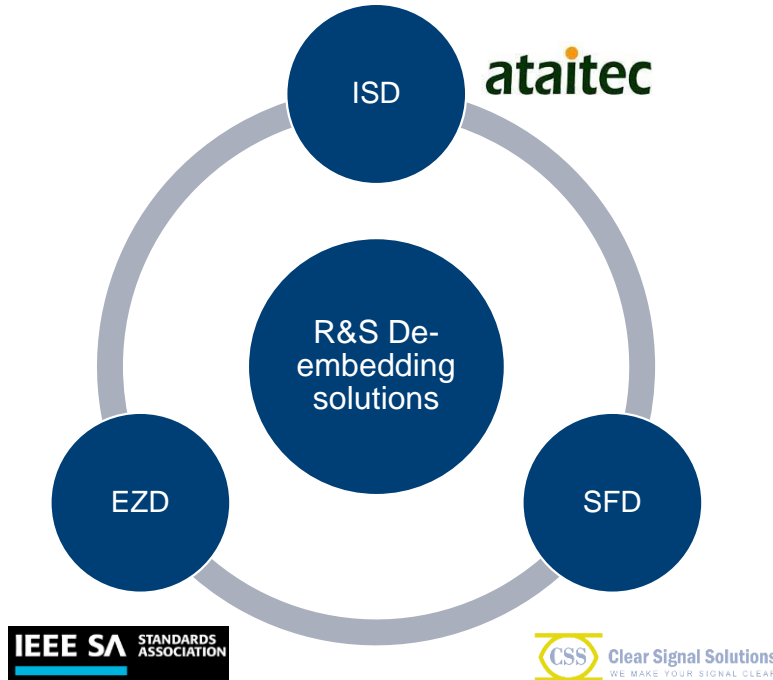 ISD
ataitec
R&S De-
embedding
solutions
EZD
SFD
IEEE SA STANDARDS
ASSOCIATION
CSS Clear Signal Solutions
WE MAKE YOUR SIGNAL CLEAR